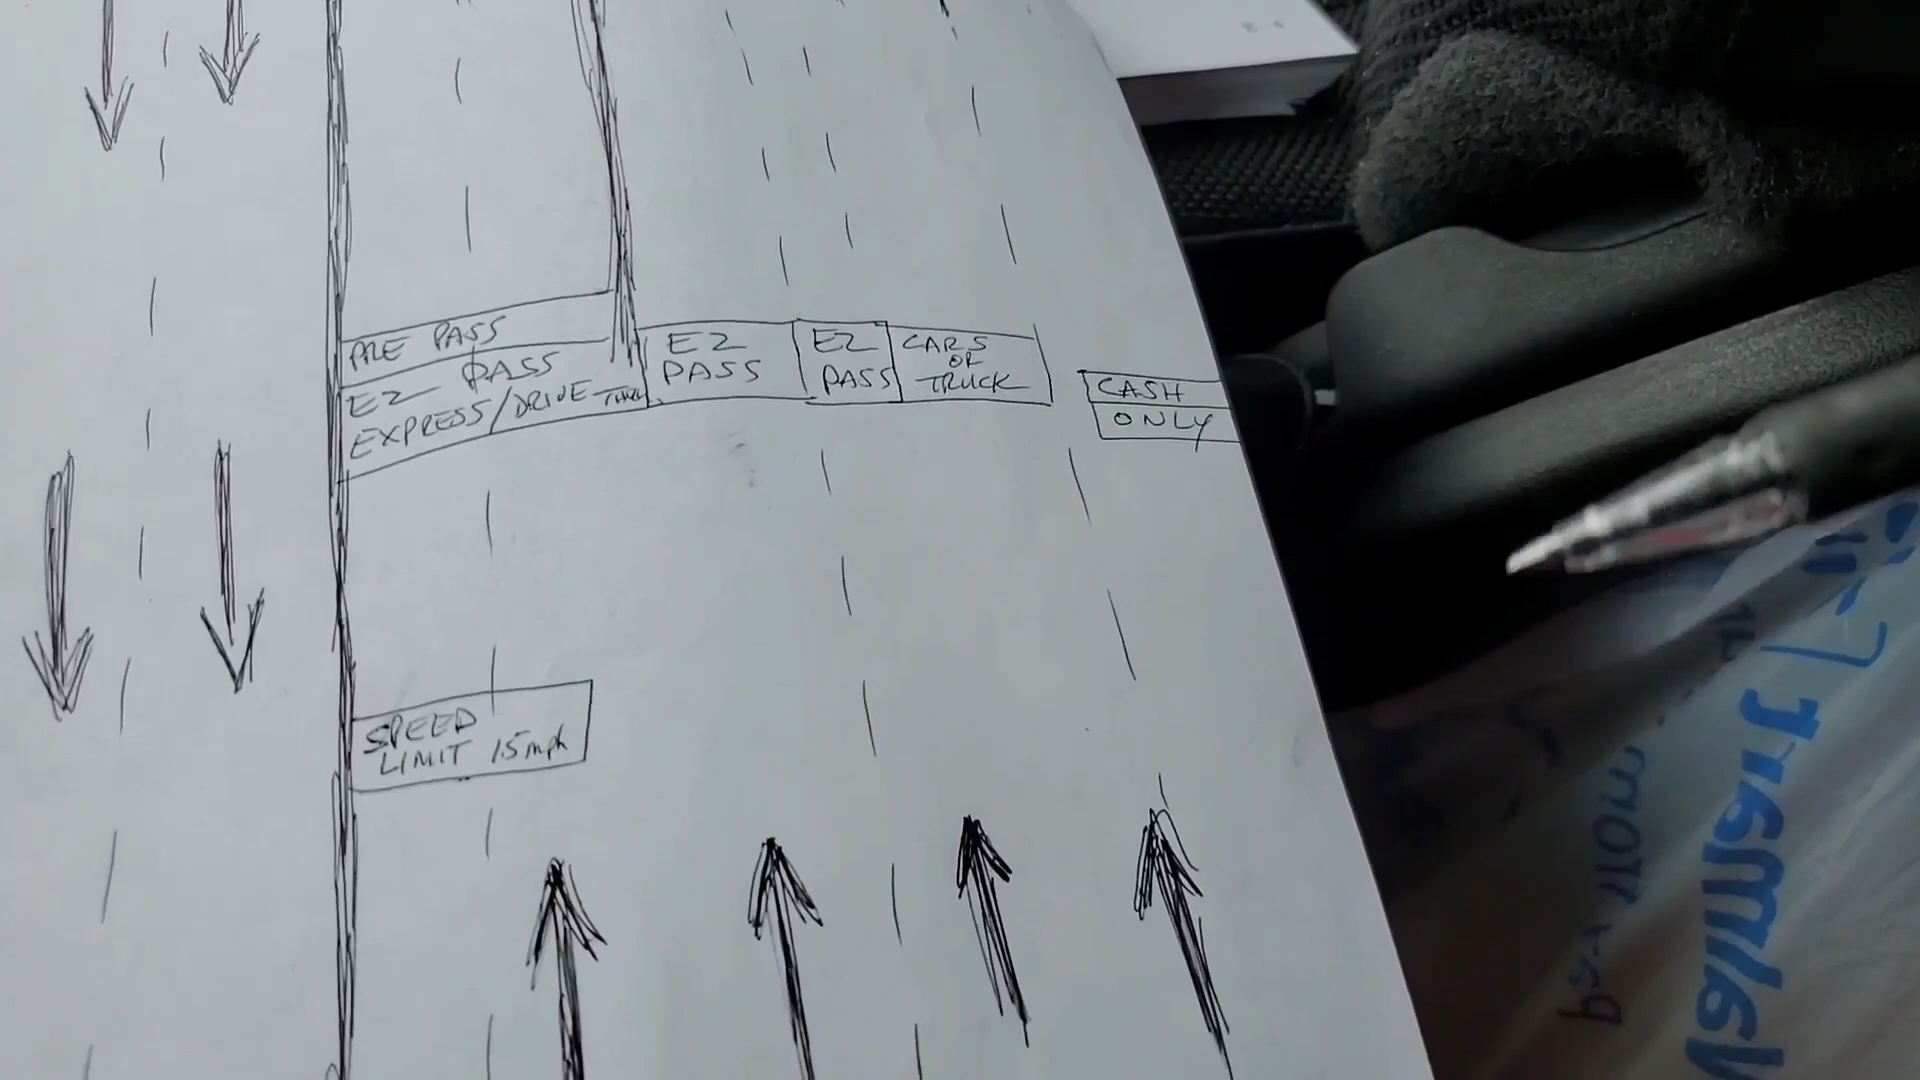 PRE PASS
EZ PASS
EXPRESS/DRIVE-THRU
EZ
PASS
EZ
PASS
CARS
OR
TRUCK
CASH
ONLY
SPEED
LIMIT 15mph